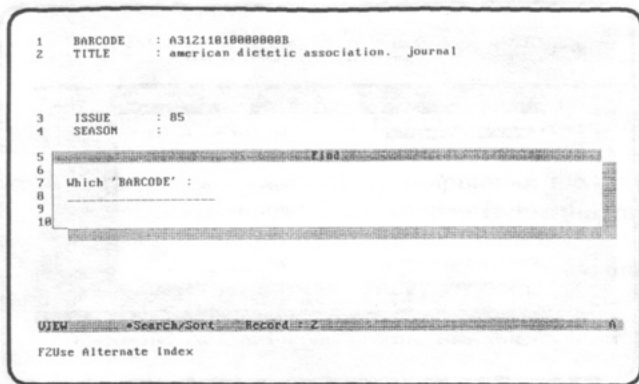 1 BARCODE : A31211010000000B
2 TITLE : american dietetic association. journal
3 ISSUE : 85
4 SEASON :
5 Find
6
7 Which 'BARCODE' :
8
9
10
VIEW *Search/Sort Record : 2 A
F2Use Alternate Index